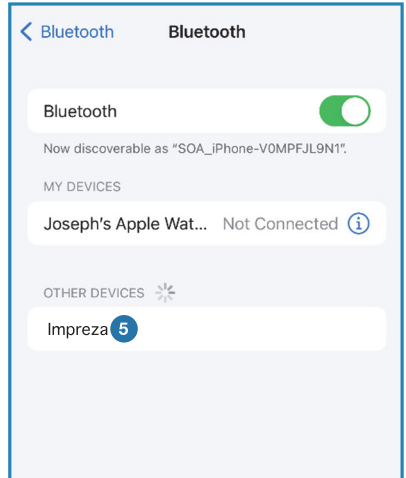 Bluetooth Bluetooth
Bluetooth
Now discoverable as “SOA_iPhone-V0MPFJL9N1”.
MY DEVICES
Joseph’s Apple Wat... Not Connected
OTHER DEVICES
Impreza 5